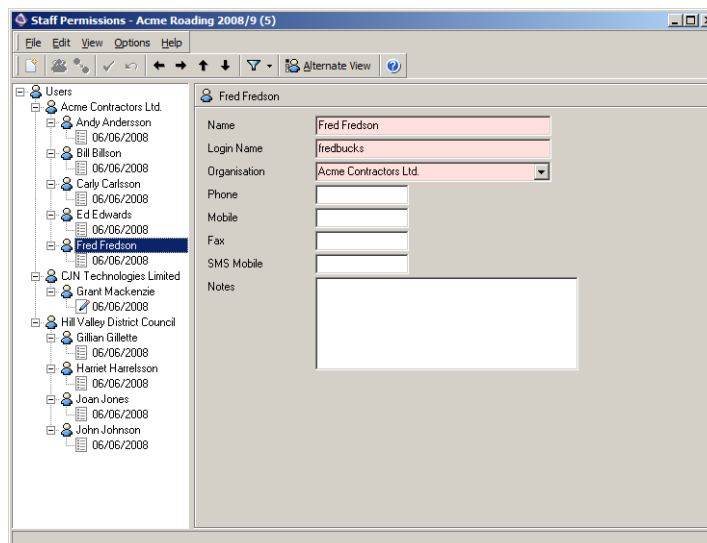 Staff Permissions - Acme Roading 2008/9 (5)
File Edit View Options Help
Alternate View
Users
Acme Contractors Ltd.
Andy Andersson
06/06/2008
Bill Billson
06/06/2008
Carly Carlsson
06/06/2008
Ed Edwards
06/06/2008
Fred Fredson
06/06/2008
CJN Technologies Limited
Grant Mackenzie
06/06/2008
Hill Valley District Council
Gillian Gillette
06/06/2008
Harriet Harrelsson
06/06/2008
Joan Jones
06/06/2008
John Johnson
06/06/2008
Fred Fredson
Name Fred Fredson
Login Name fredbucks
Organisation Acme Contractors Ltd.
Phone
Mobile
Fax
SMS Mobile
Notes